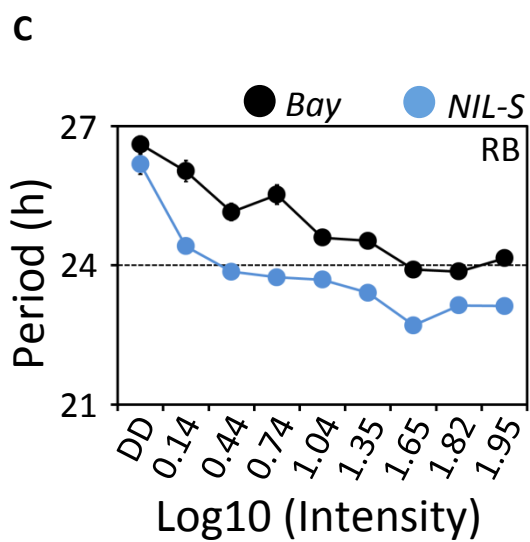 C
Bay NIL-S
RB
Period (h)
27
24
21
DD 0.14 0.44 0.74 1.04 1.35 1.65 1.82 1.95
Log10 (Intensity)